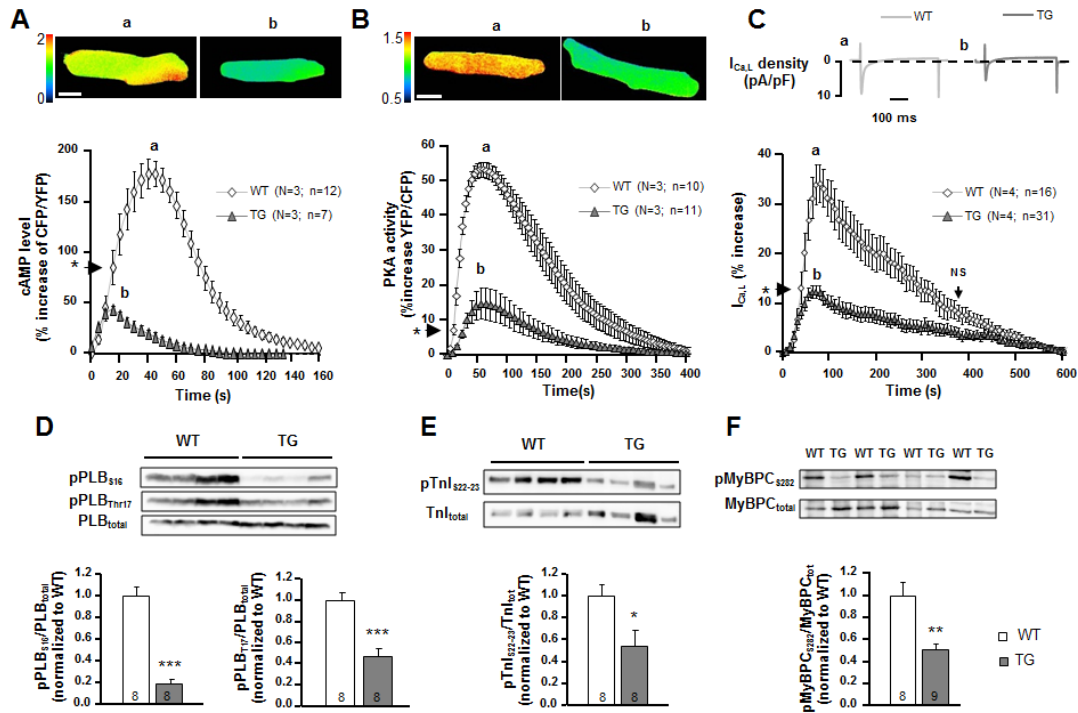 A
a
b
2
1
0
cAMP level
(% increase of CFP/YFP)
200
150
100
50
0
*
a
b
WT (N=3; n=12)
TG (N=3; n=7)
0 20 40 60 80 100 120 140 160
Time (s)
B
a
b
1.5
1
0.5
PKA activity
(%increase YFP/CFP)
60
50
40
30
20
10
0
*
a
b
WT (N=3; n=10)
TG (N=3; n=11)
0 50 100 150 200 250 300 350 400
Time(s)
C
WT
TG
a
b
ICa,L density
(pA/pF)
0
10
100 ms
ICa,L (% increase)
40
30
20
10
0
*
a
b
WT (N=4; n=16)
TG (N=4; n=31)
NS
0 100 200 300 400 500 600
Time (s)
D
WT TG
pPLBS16
pPLBThr17
PLBtotal
pPLBS16/PLBtotal
(normalized to WT)
1.2
1.0
0.8
0.6
0.4
0.2
0
***
8 8
pPLBT17/PLBtotal
(normalized to WT)
1.2
1.0
0.8
0.6
0.4
0.2
0
***
8 8
E
WT TG
pTnIS22-23
TnItotal
pTnIS22-23/TnItot
(normalized to WT)
1.2
1.0
0.8
0.6
0.4
0.2
0
*
8 8
F
WT TG WT TG WT TG WT TG
pMyBPCS282
MyBPCtotal
pMyBPCS282/MyBPCtot
(normalized to WT)
1.2
1.0
0.8
0.6
0.4
0.2
0
**
8 9
WT
TG